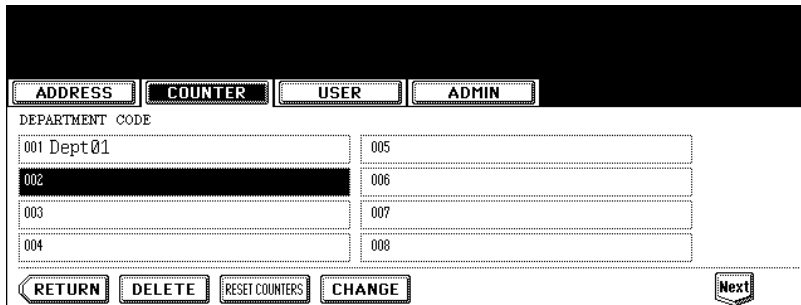 ADDRESS COUNTER USER ADMIN
DEPARTMENT CODE
001 Dept01 005
002 006
003 007
004 008
RETURN DELETE RESET COUNTERS CHANGE Next